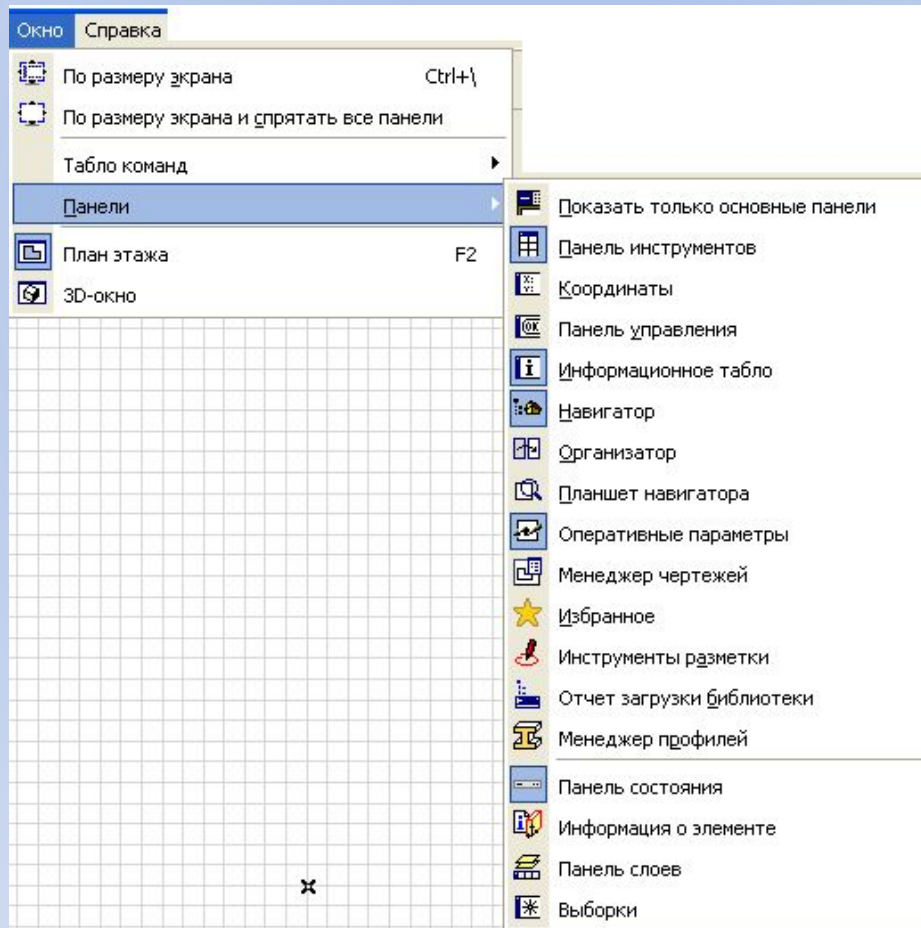 Окно Справка
По размеру экрана Ctrl+\
По размеру экрана и спрятать все панели
Табло команд
Панели
План этажа F2
3D-окно
Показать только основные панели
Панель инструментов
Координаты
Панель управления
Информационное табло
Навигатор
Организатор
Планшет навигатора
Оперативные параметры
Менеджер чертежей
Избранное
Инструменты разметки
Отчет загрузки библиотеки
Менеджер профилей
Панель состояния
Информация о элементе
Панель слоев
Выборки